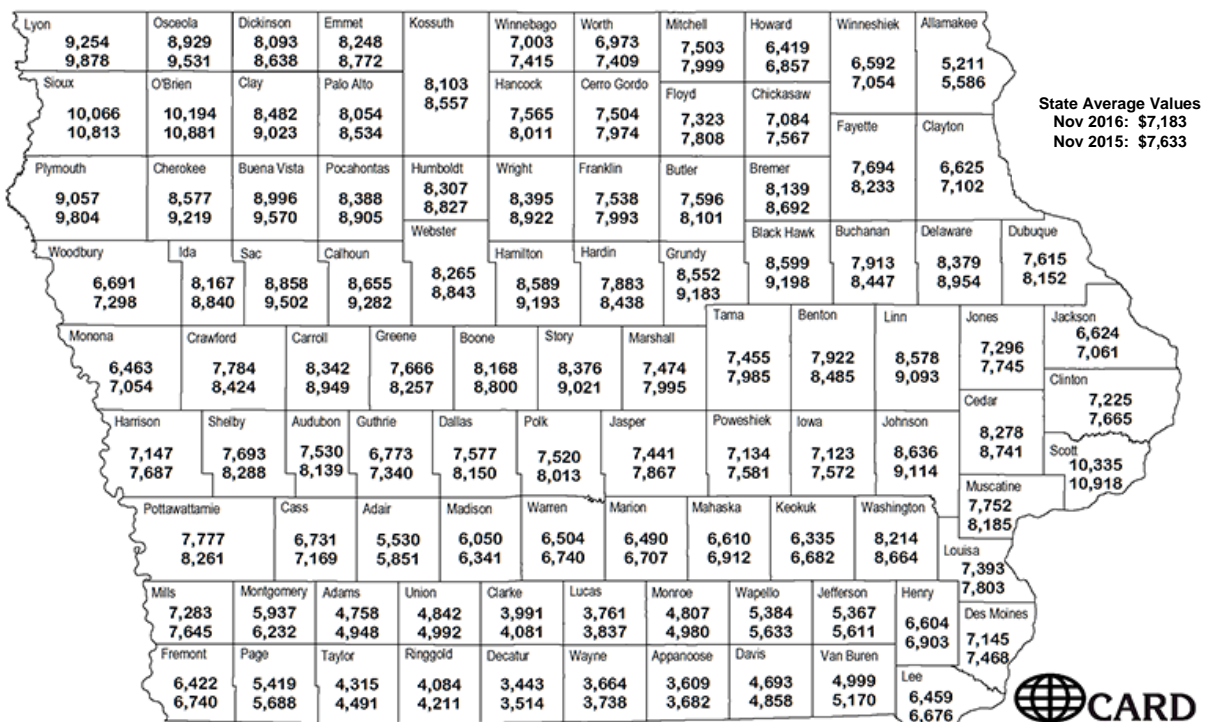 Lyon
9,254
9,878
Osceola
8,929
9,531
Dickinson
8,093
8,638
Emmet
8,248
8,772
Kossuth
8,103
8,557
Winnebago
7,003
7,415
Worth
6,973
7,409
Mitchell
7,503
7,999
Howard
6,419
6,857
Winneshiek
6,592
7,054
Allamakee
5,211
5,586
State Average Values
Nov 2016: $7,183
Nov 2015: $7,633
Sioux
10,066
10,813
O'Brien
10,194
10,881
Clay
8,482
9,023
Palo Alto
8,054
8,534
Hancock
7,565
8,011
Cerro Gordo
7,504
7,974
Floyd
7,323
7,808
Chickasaw
7,084
7,567
Fayette
7,694
8,233
Clayton
6,625
7,102
Plymouth
9,057
9,804
Cherokee
8,577
9,219
Buena Vista
8,996
9,570
Pocahontas
8,388
8,905
Humboldt
8,307
8,827
Wright
8,395
8,922
Franklin
7,538
7,993
Butler
7,596
8,101
Bremer
8,139
8,692
Woodbury
6,691
7,298
Ida
8,167
8,840
Sac
8,858
9,502
Calhoun
8,655
9,282
Webster
8,265
8,843
Hamilton
8,589
9,193
Hardin
7,883
8,438
Grundy
8,552
9,183
Black Hawk
8,599
9,198
Buchanan
7,913
8,447
Delaware
8,379
8,954
Dubuque
7,615
8,152
Monona
6,463
7,054
Crawford
7,784
8,424
Carroll
8,342
8,949
Greene
7,666
8,257
Boone
8,168
8,800
Story
8,376
9,021
Marshall
7,474
7,995
Tama
7,455
7,985
Benton
7,922
8,485
Linn
8,578
9,093
Jones
7,296
7,745
Jackson
6,624
7,061
Clinton
7,225
7,665
Harrison
7,147
7,687
Shelby
7,693
8,288
Audubon
7,530
8,139
Guthrie
6,773
7,340
Dallas
7,577
8,150
Polk
7,520
8,013
Jasper
7,441
7,867
Poweshiek
7,134
7,581
Iowa
7,123
7,572
Johnson
8,636
9,114
Cedar
8,278
8,741
Scott
10,335
10,918
Muscatine
7,752
8,185
Pottawattamie
7,777
8,261
Cass
6,731
7,169
Adair
5,530
5,851
Madison
6,050
6,341
Warren
6,504
6,740
Marion
6,490
6,707
Mahaska
6,610
6,912
Keokuk
6,335
6,682
Washington
8,214
8,664
Louisa
7,393
7,803
Mills
7,283
7,645
Montgomery
5,937
6,232
Adams
4,758
4,948
Union
4,842
4,992
Clarke
3,991
4,081
Lucas
3,761
3,837
Monroe
4,807
4,980
Wapello
5,384
5,633
Jefferson
5,367
5,611
Henry
6,604
6,903
Des Moines
7,145
7,468
Fremont
6,422
6,740
Page
5,419
5,688
Taylor
4,315
4,491
Ringgold
4,084
4,211
Decatur
3,443
3,514
Wayne
3,664
3,738
Appanoose
3,609
3,682
Davis
4,693
4,858
Van Buren
4,999
5,170
Lee
6,459
6,676
CARD